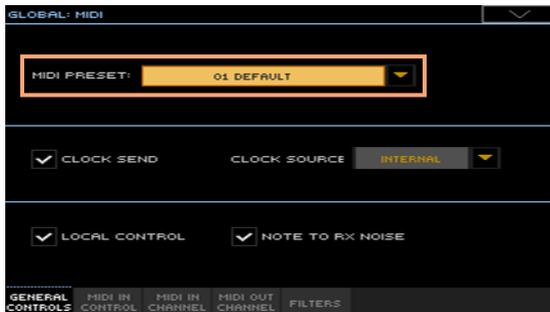 GLOBAL: MIDI
MIDI PRESET: 01 DEFAULT
CLOCK SEND CLOCK SOURCE INTERNAL
LOCAL CONTROL NOTE TO RX NOISE
GENERAL CONTROLS
MIDI IN CONTROL
MIDI IN CHANNEL
MIDI OUT CHANNEL
FILTERS